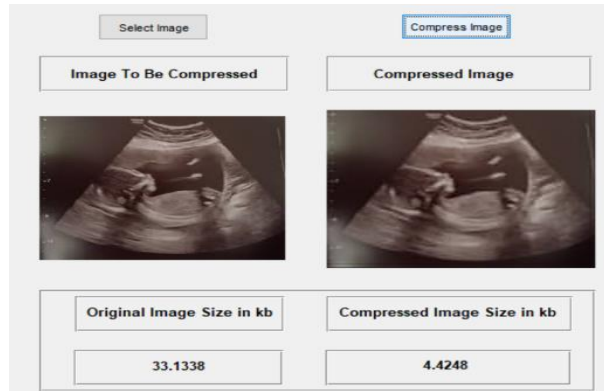 Select Image
Compress Image
Image To Be Compressed
Compressed Image
Original Image Size in kb
Compressed Image Size in kb
33.1338
4.4248